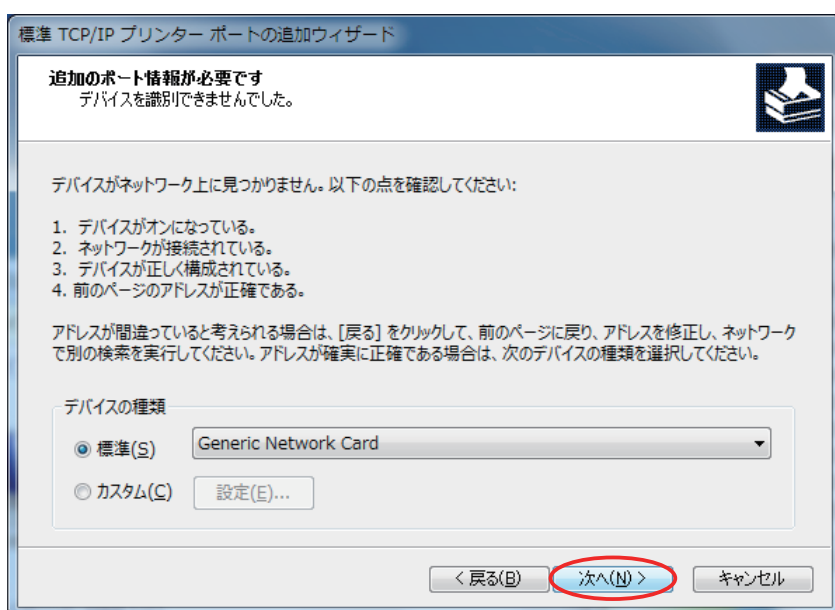 標準 TCP/IP プリンター ポートの追加ウィザード
追加のポート情報が必要です
デバイスを識別できませんでした。
デバイスがネットワーク上に見つかりません。以下の点を確認してください:
1. デバイスがオンになっている。
2. ネットワークが接続されている。
3. デバイスが正しく構成されている。
4. 前のページのアドレスが正確である。
アドレスが間違っていると考えられる場合は、[戻る] をクリックして、前のページに戻り、アドレスを修正し、ネットワーク
で別の検索を実行してください。アドレスが確実に正確である場合は、次のデバイスの種類を選択してください。
デバイスの種類
標準(S) Generic Network Card
カスタム(C) 設定(E)...
< 戻る(B) 次へ(N) > キャンセル